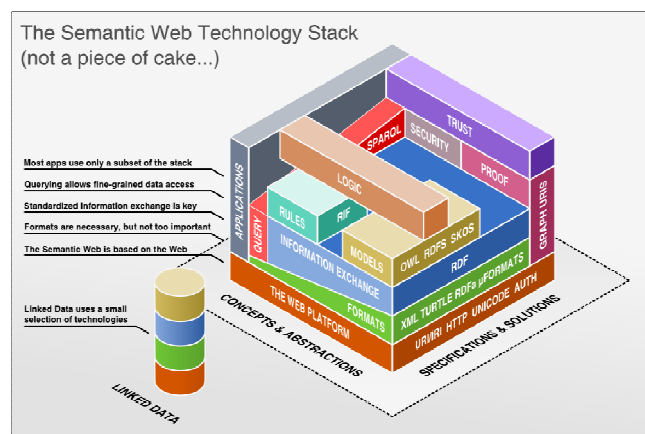 The Semantic Web Technology Stack
(not a piece of cake...)
Most apps use only a subset of the stack
Querying allows fine-grained data access
Standardized Information exchange is key
Formats are necessary, but not too important
The Semantic Web is based on the Web
Linked Data uses a small
selection of technologies
LINKED DATA
APPLICATIONS
QUERY
RULES
RIF
LOGIC
INFORMATION EXCHANGE
MODELS
FORMATS
THE WEB PLATFORM
CONCEPTS & ABSTRACTIONS
SPARQL
SECURITY
TRUST
PROOF
GRAPH URIS
OWL RDFS SKOS
RDF
XML TURTLE RDFa µFORMATS
URI/IRI HTTP UNICODE AUTH
SPECIFICATIONS & SOLUTIONS